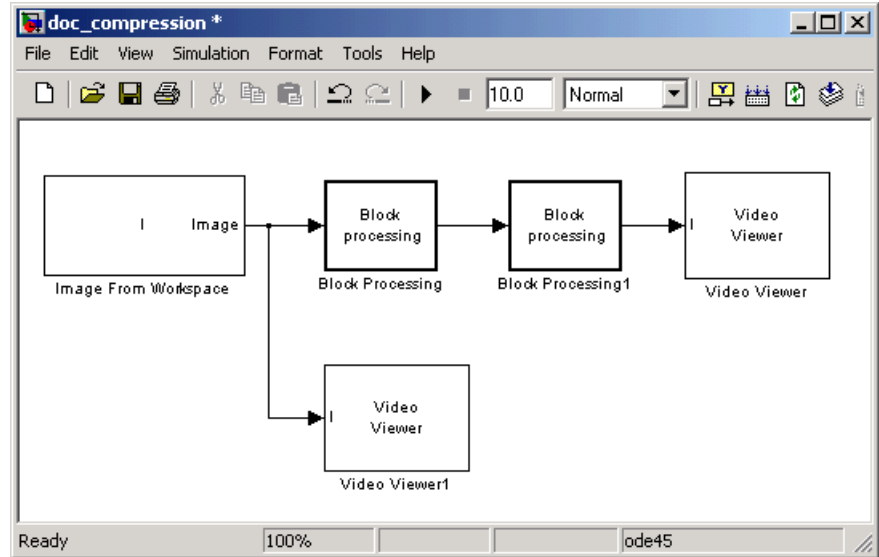 doc_compression *
File Edit View Simulation Format Tools Help
10.0 Normal
I Image
Image From Workspace
Block
processing
Block Processing
Block
processing
Block Processing1
I Video
Viewer
Video Viewer
I Video
Viewer
Video Viewer1
Ready 100% ode45